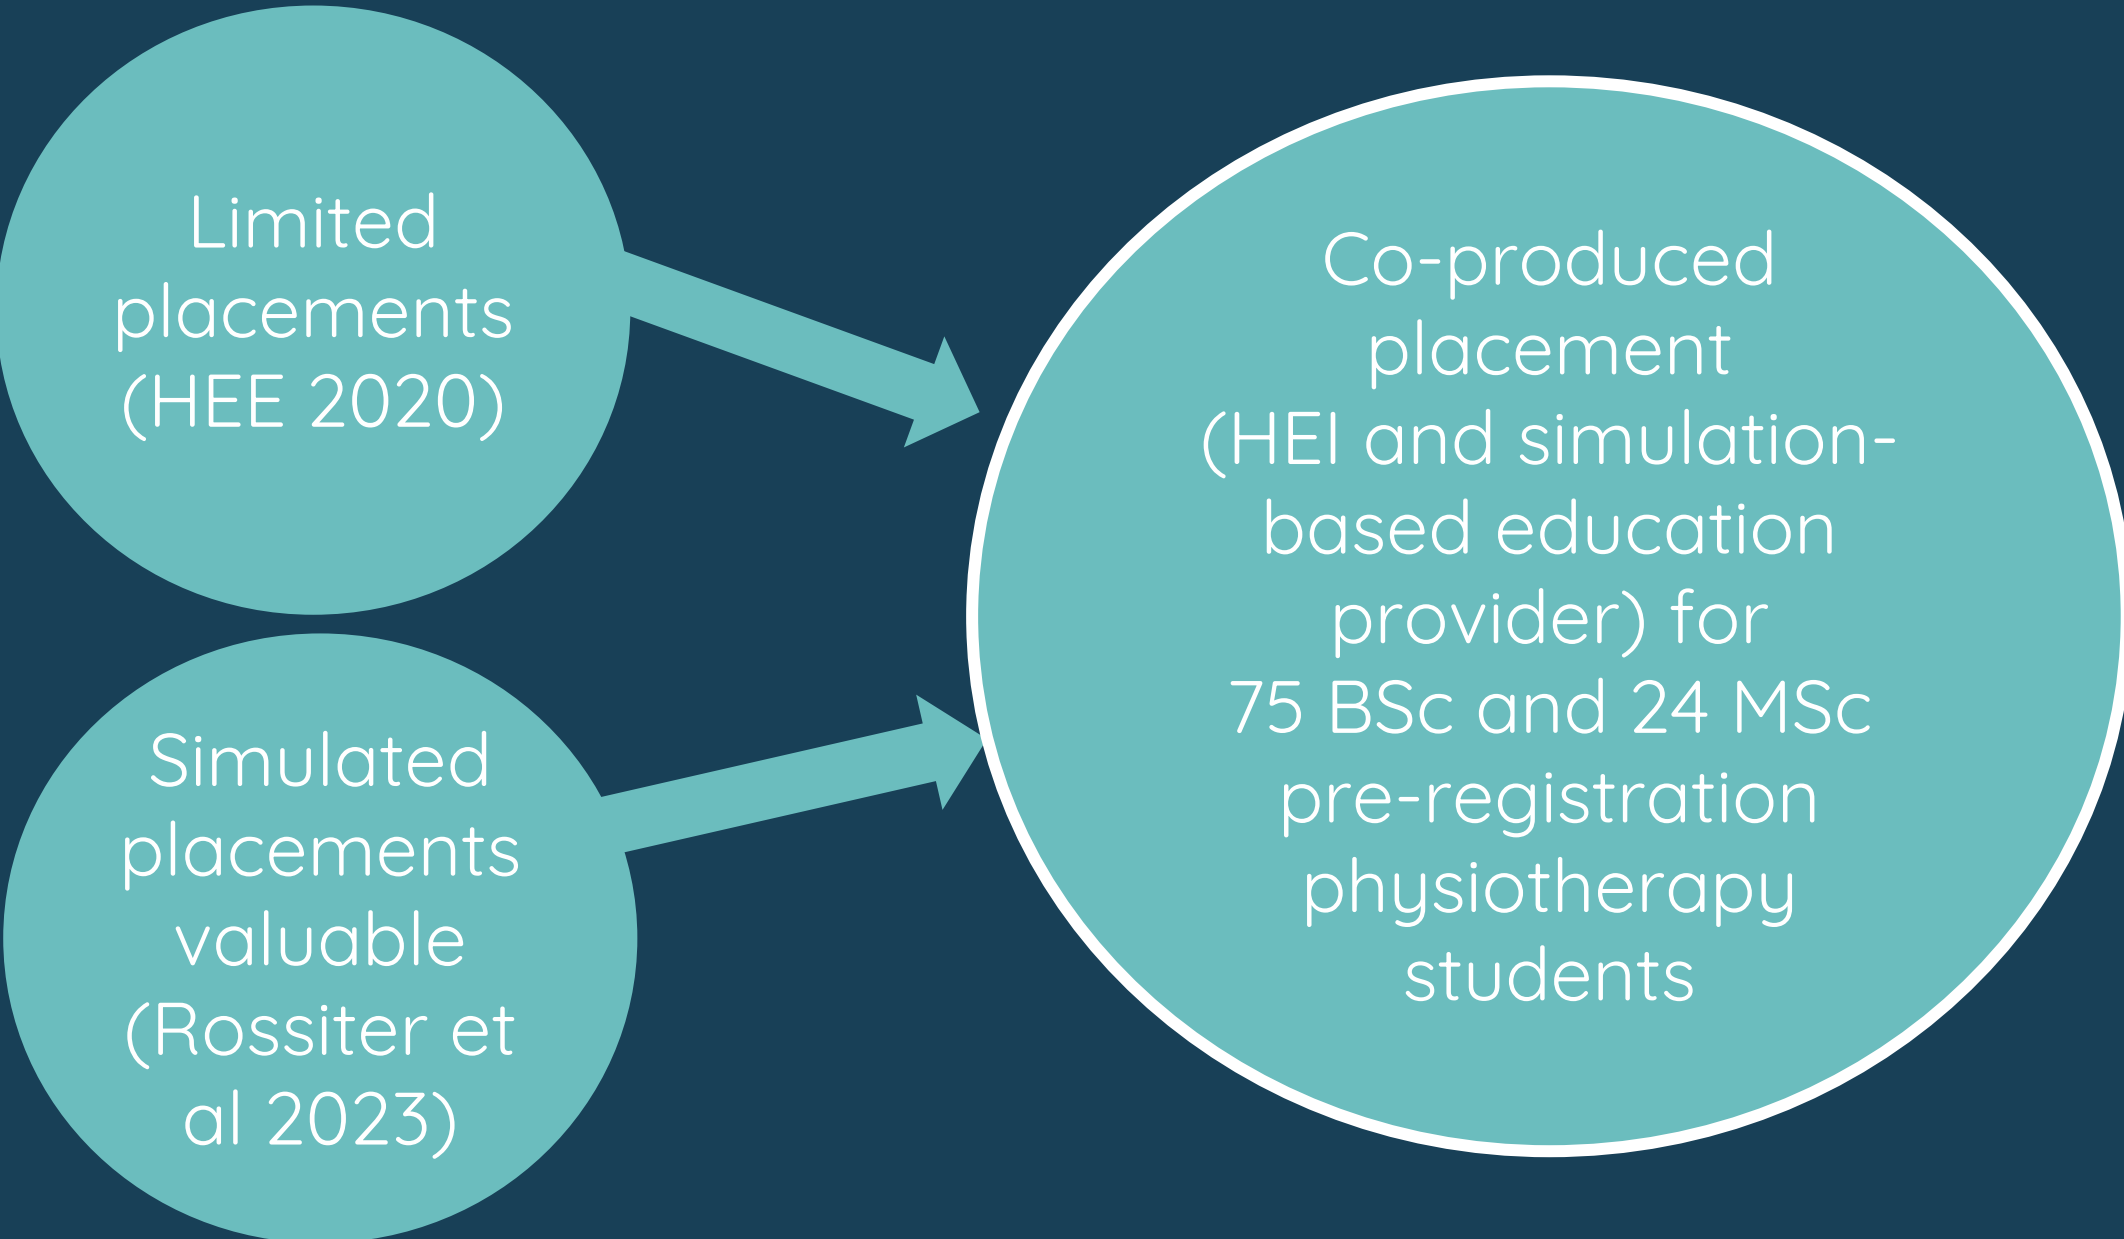 Limited
placements
(HEE 2020)
Simulated
placements
valuable
(Rossiter et
al 2023)
Co-produced
placement
(HEI and simulation-
based education
provider) for
75 BSc and 24 MSc
pre-registration
physiotherapy
students